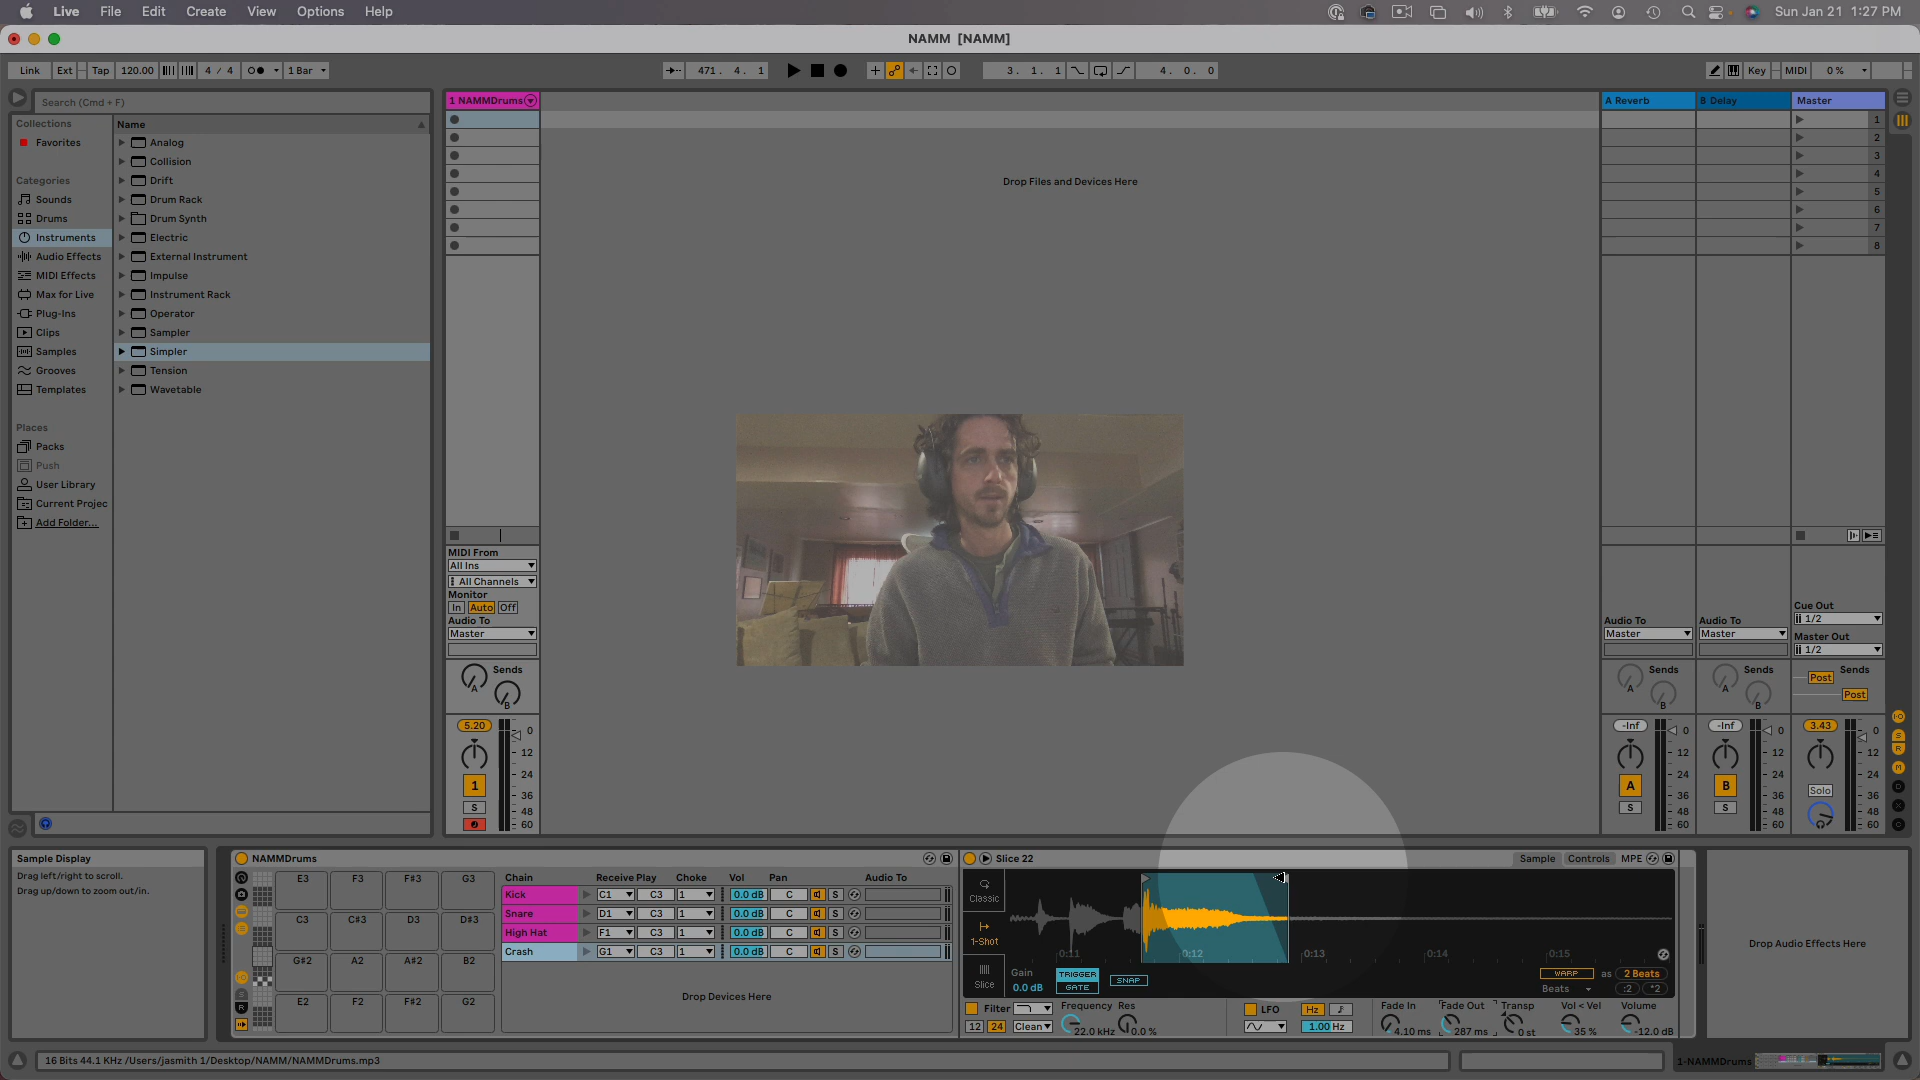 Live File Edit Create View Options Help
Sun Jan 21 1:27 PM
NAMM [NAMM]
Link Ext Tap 120.00 4 / 4 1 Bar
471. 4. 1
3. 1. 1
4. 0. 0
Key MIDI 0 %
Search (Cmd + F)
Collections
Favorites
Categories
Sounds
Drums
Instruments
Audio Effects
MIDI Effects
Max for Live
Plug-Ins
Clips
Samples
Grooves
Templates
Places
Packs
Push
User Library
Current Projec
Add Folder...
Name
Analog
Collision
Drift
Drum Rack
Drum Synth
Electric
External Instrument
Impulse
Instrument Rack
Operator
Sampler
Simpler
Tension
Wavetable
1 NAMMDrums
Drop Files and Devices Here
A Reverb
B Delay
Master
1
2
3
4
5
6
7
8
MIDI From
All Ins
All Channels
Monitor
In Auto Off
Audio To
Master
Sends
A
B
5.20
0
12
24
36
48
60
1
S
Audio To
Master
Sends
A
B
-Inf
0
12
24
36
48
60
A
S
Audio To
Master
Sends
A
B
-Inf
0
12
24
36
48
60
B
S
Cue Out
1/2
Master Out
1/2
Sends
Post
Post
3.43
0
12
24
36
48
60
Solo
Sample Display
Drag left/right to scroll.
Drag up/down to zoom out/in.
NAMMDrums
E3 F3 F#3 G3
C3 C#3 D3 D#3
G#2 A2 A#2 B2
E2 F2 F#2 G2
Chain Receive Play Choke Vol Pan Audio To
Kick C1 C3 1 0.0 dB C S
Snare D1 C3 1 0.0 dB C S
High Hat F1 C3 1 0.0 dB C S
Crash G1 C3 1 0.0 dB C S
Drop Devices Here
Slice 22
Sample Controls MPE
Classic
1-Shot
Slice
0:11 0:12 0:13 0:14 0:15
Gain
0.0 dB
TRIGGER
GATE
SNAP
WARP as 2 Beats
Beats :2 *2
Filter
12 24 Clean
Frequency
22.0 kHz
Res
0.0 %
LFO
Hz
1.00 Hz
Fade In
4.10 ms
Fade Out
287 ms
Transp
0 st
Vol < Vel
35 %
Volume
-12.0 dB
Drop Audio Effects Here
16 Bits 44.1 KHz /Users/jasmith 1/Desktop/NAMM/NAMMDrums.mp3
1-NAMMDrums